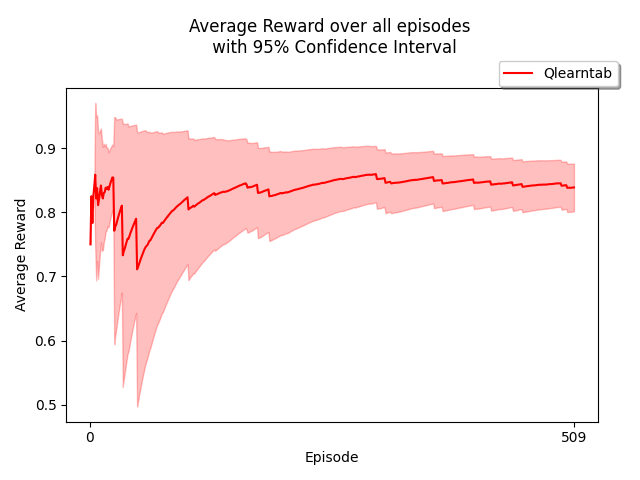 Average Reward over all episodes
with 95% Confidence Interval
Qlearntab
0.9
0.8
0.7
0.6
0.5
Average Reward
0
509
Episode